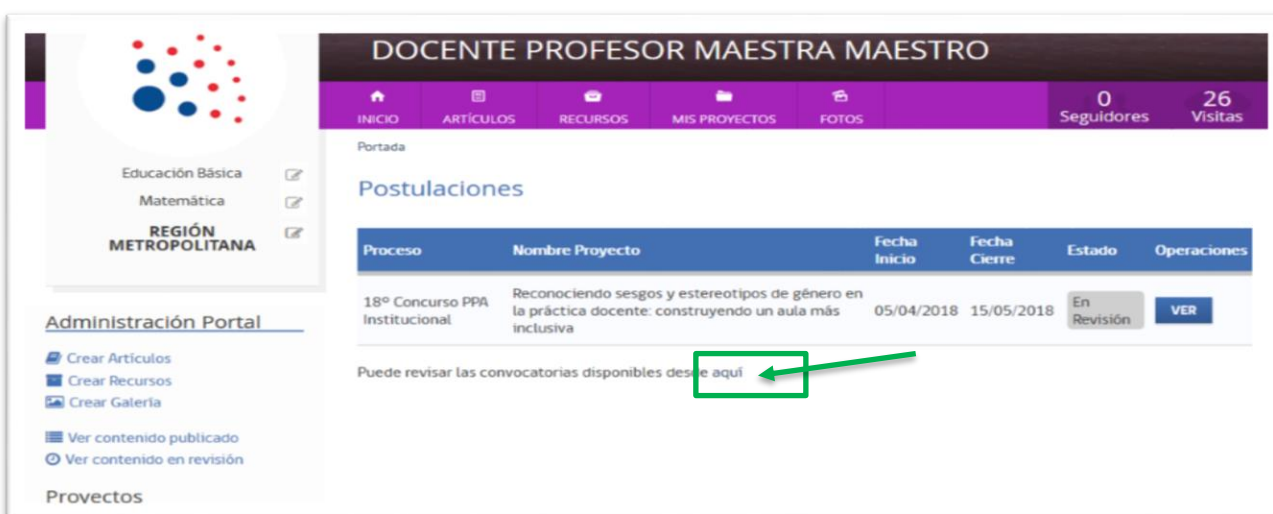 DOCENTE PROFESOR MAESTRA MAESTRO
INICIO ARTÍCULOS RECURSOS MIS PROYECTOS FOTOS
0 Seguidores
26 Visitas
Educación Básica
Matemática
REGIÓN
METROPOLITANA
Administración Portal
Crear Artículos
Crear Recursos
Crear Galería
Ver contenido publicado
Ver contenido en revisión
Proyectos
Portada
Postulaciones
Proceso Nombre Proyecto Fecha Inicio Fecha Cierre Estado Operaciones
18º Concurso PPA
Institucional
Reconociendo sesgos y estereotipos de género en
la práctica docente: construyendo un aula más
inclusiva
05/04/2018 15/05/2018
En
Revisión
VER
Puede revisar las convocatorias disponibles desde aquí